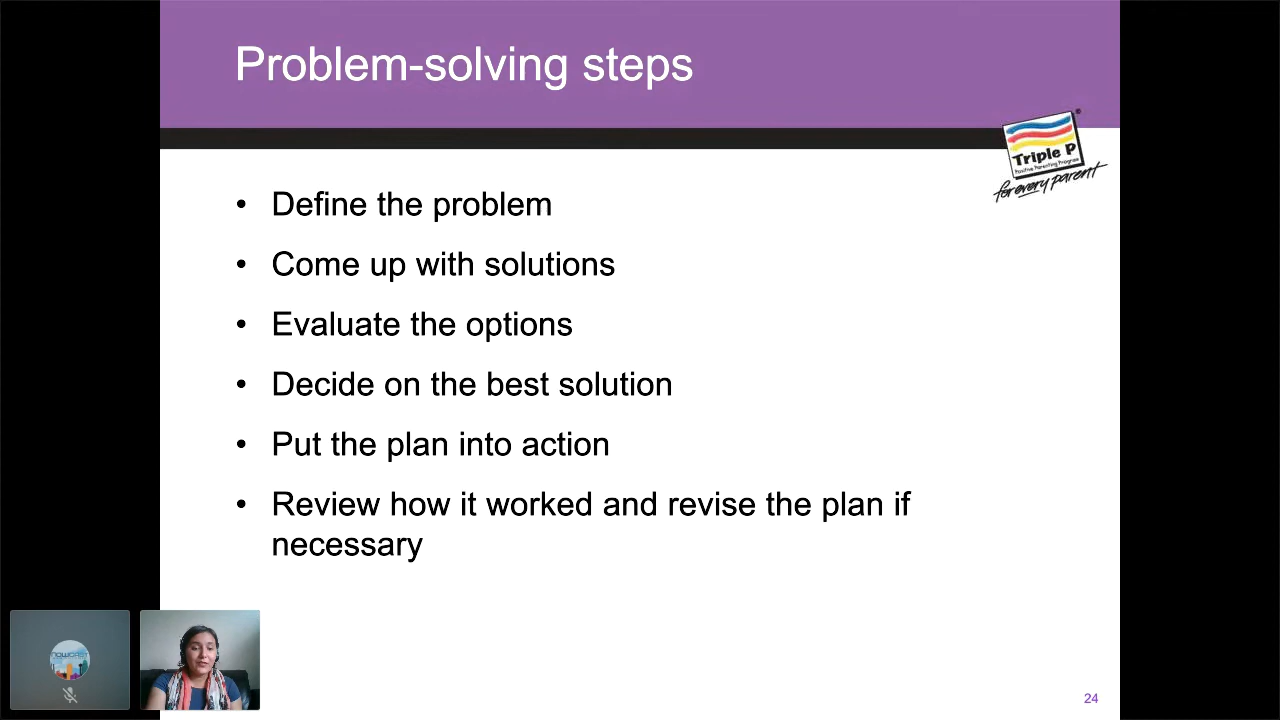 Problem-solving steps
Triple P
Positive Parenting Program
for every parent
• Define the problem
• Come up with solutions
• Evaluate the options
• Decide on the best solution
• Put the plan into action
• Review how it worked and revise the plan if
necessary
NOWCAST
24